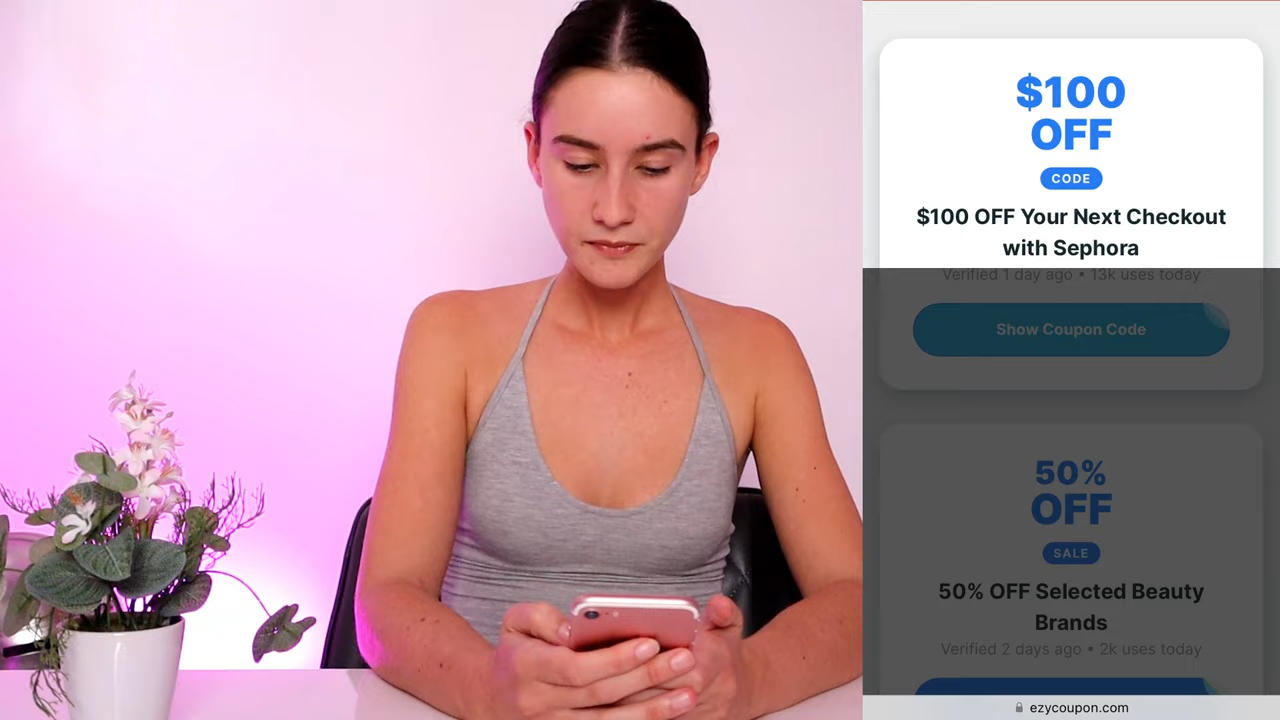 $100
OFF
CODE
$100 OFF Your Next Checkout
with Sephora
Verified 1 day ago • 13k uses today
Show Coupon Code
50%
OFF
SALE
50% OFF Selected Beauty
Brands
Verified 2 days ago • 2k uses today
ezycoupon.com